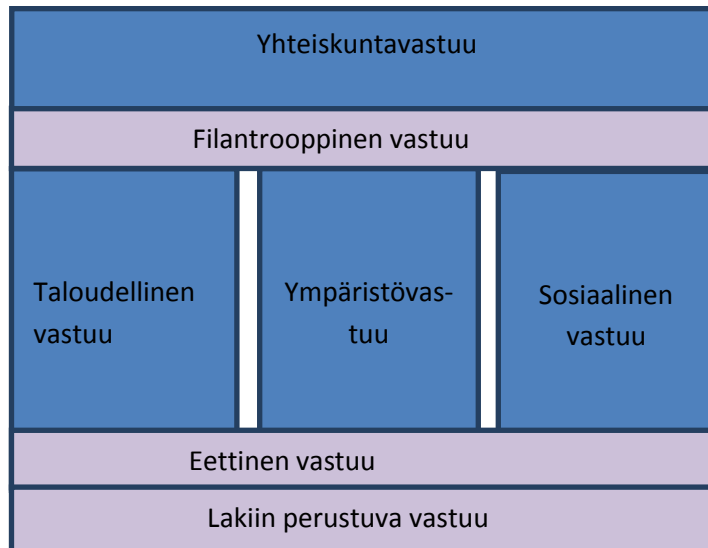 Yhteiskuntavastuu
Filantrooppinen vastuu
Taloudellinen
vastuu
Ympäristövas-
tuu
Sosiaalinen
vastuu
Eettinen vastuu
Lakiin perustuva vastuu